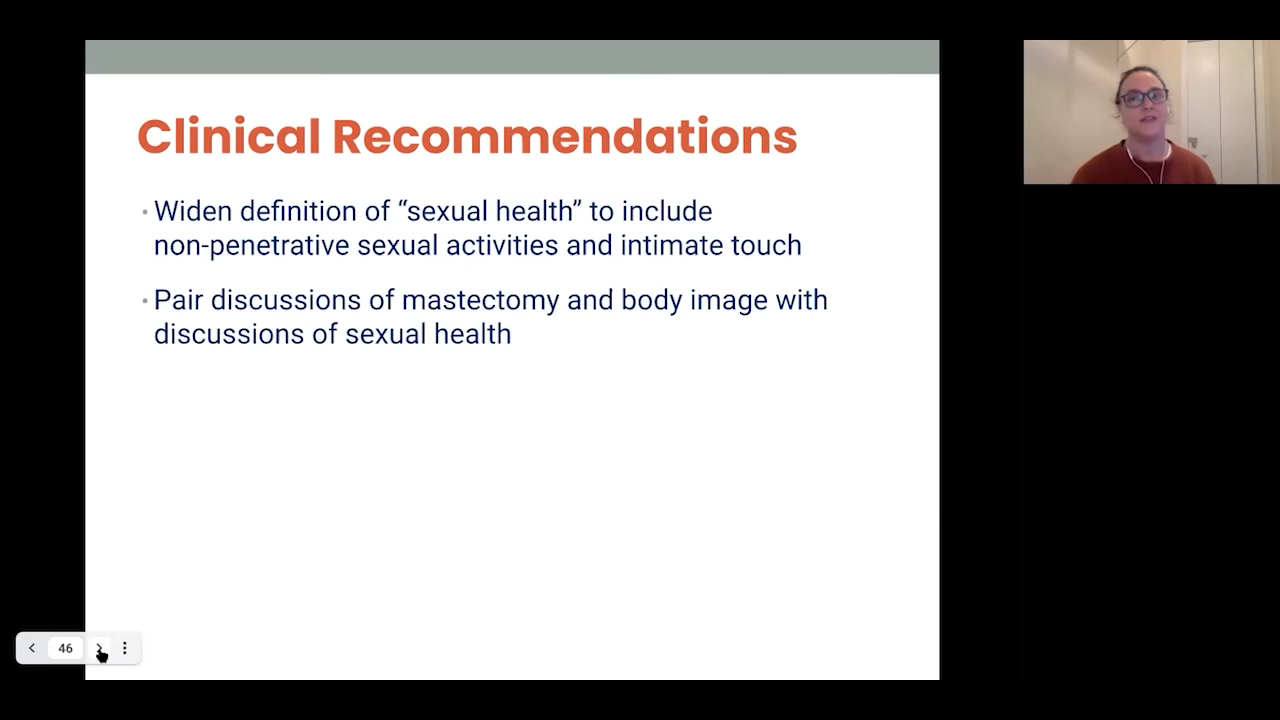 Clinical Recommendations
· Widen definition of “sexual health” to include
non-penetrative sexual activities and intimate touch
· Pair discussions of mastectomy and body image with
discussions of sexual health
46